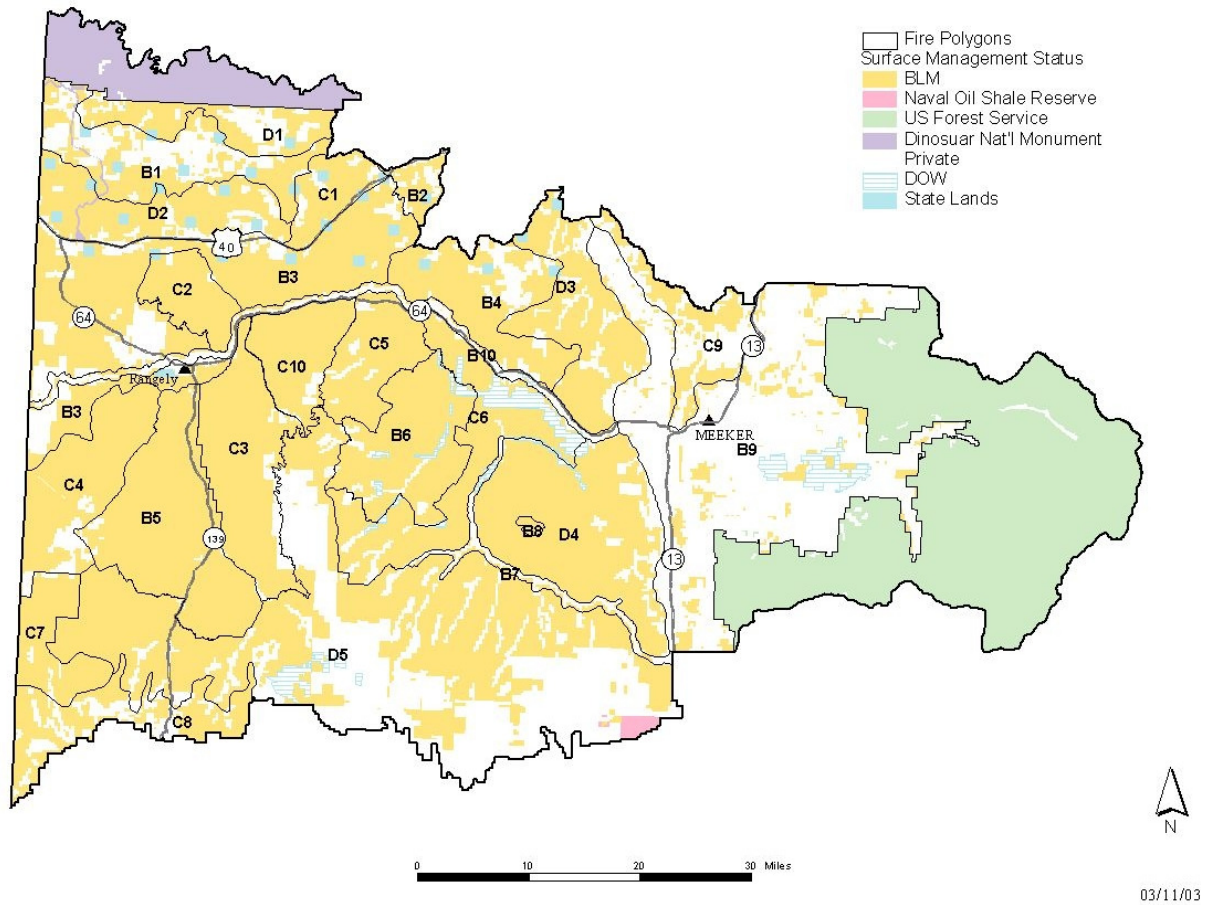 Fire Polygons
Surface Management Status
BLM
Naval Oil Shale Reserve
US Forest Service
Dinosuar Nat'l Monument
Private
DOW
State Lands
D1
B1
C1
B2
D2
40
B3
C2
D3
B4
64
64
C5
C9
13
B10
Rangely
C10
B3
C6
MEEKER
B6
C3
B9
C4
B5
B8 D4
139
13
B7
C7
D5
C8
N
0 10 20 30 Miles
03/11/03